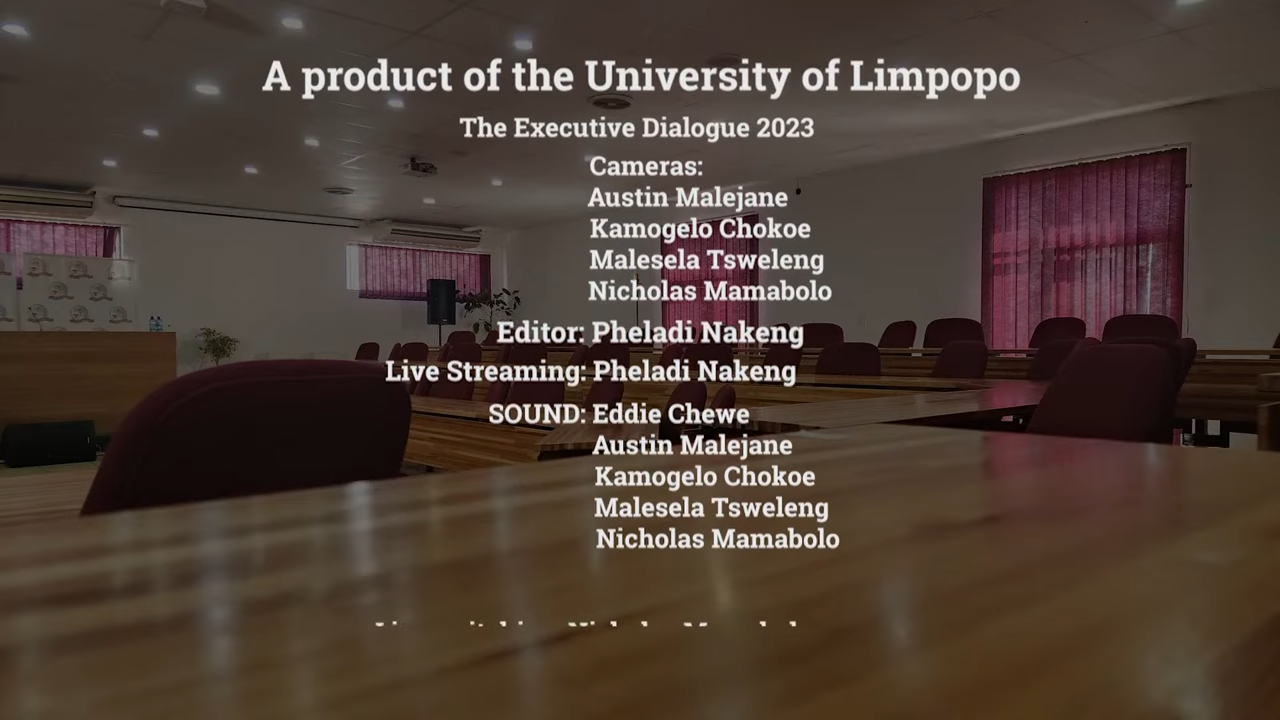 A product of the University of Limpopo
The Executive Dialogue 2023
Cameras:
Austin Malejane
Kamogelo Chokoe
Malesela Tsweleng
Nicholas Mamabolo
Editor: Pheladi Nakeng
Live Streaming: Pheladi Nakeng
SOUND: Eddie Chewe
Austin Malejane
Kamogelo Chokoe
Malesela Tsweleng
Nicholas Mamabolo